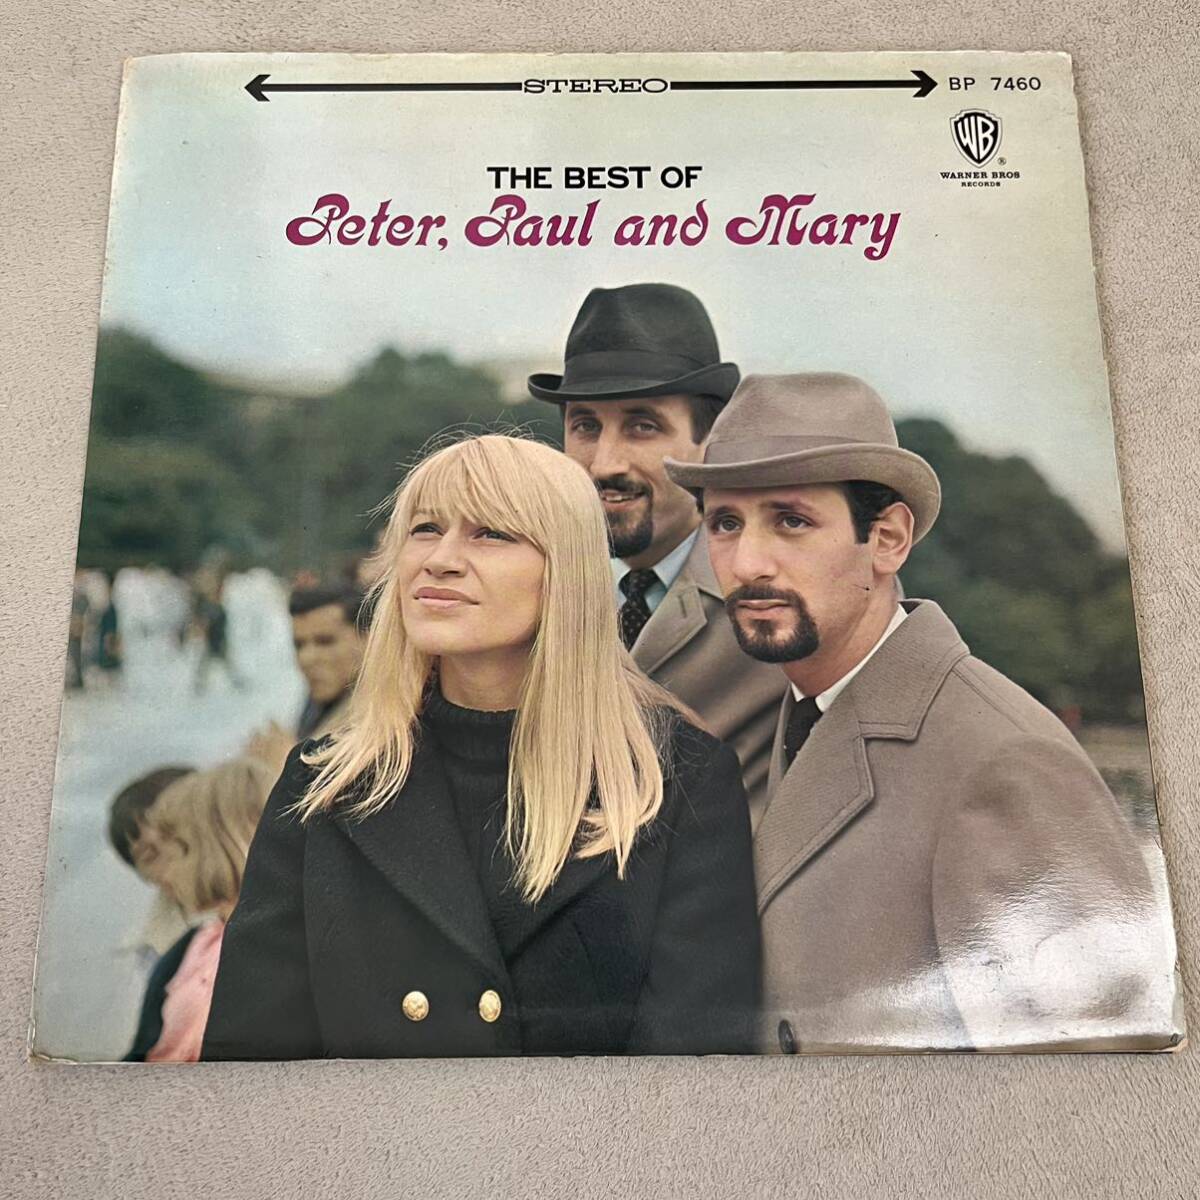 STEREO BP 7460
WB
®
WARNER BROS
RECORDS
THE BEST OF
Peter, Paul and Mary